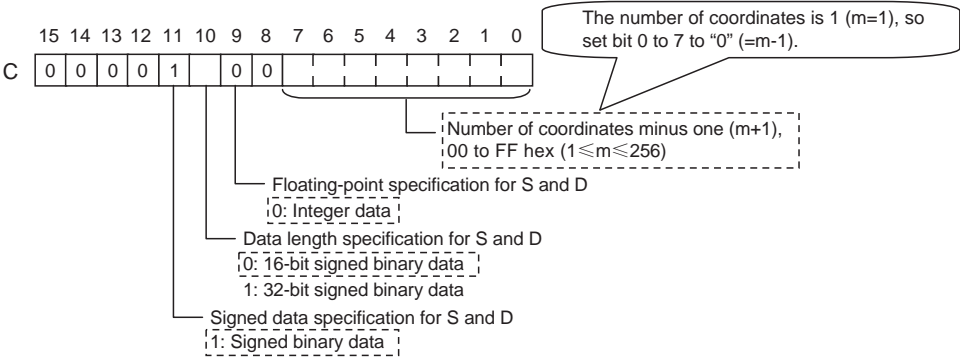 The number of coordinates is 1 (m=1), so
set bit 0 to 7 to “0” (=m-1).
15 14 13 12 11 10 9 8 7 6 5 4 3 2 1 0
C 0 0 0 0 1 0 0
Number of coordinates minus one (m+1),
00 to FF hex (1≤m≤256)
Floating-point specification for S and D
0: Integer data
Data length specification for S and D
0: 16-bit signed binary data
1: 32-bit signed binary data
Signed data specification for S and D
1: Signed binary data